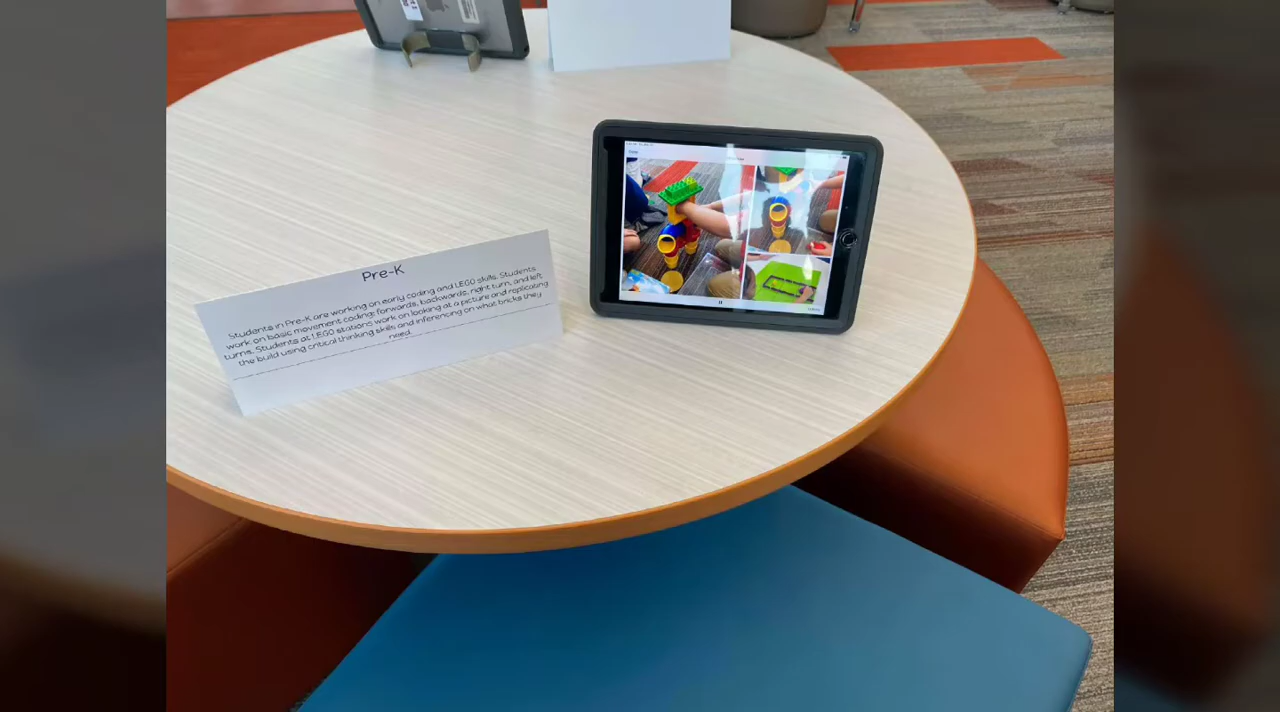 Pre-K
Students in Pre-K are working on early coding and LEGO skills. Students
work on basic movement coding: forwards, backwards, right turn, and left
turns. Students at LEGO stations work on looking at a picture and replicating
the build using critical thinking skills and inferencing on what bricks they
need.